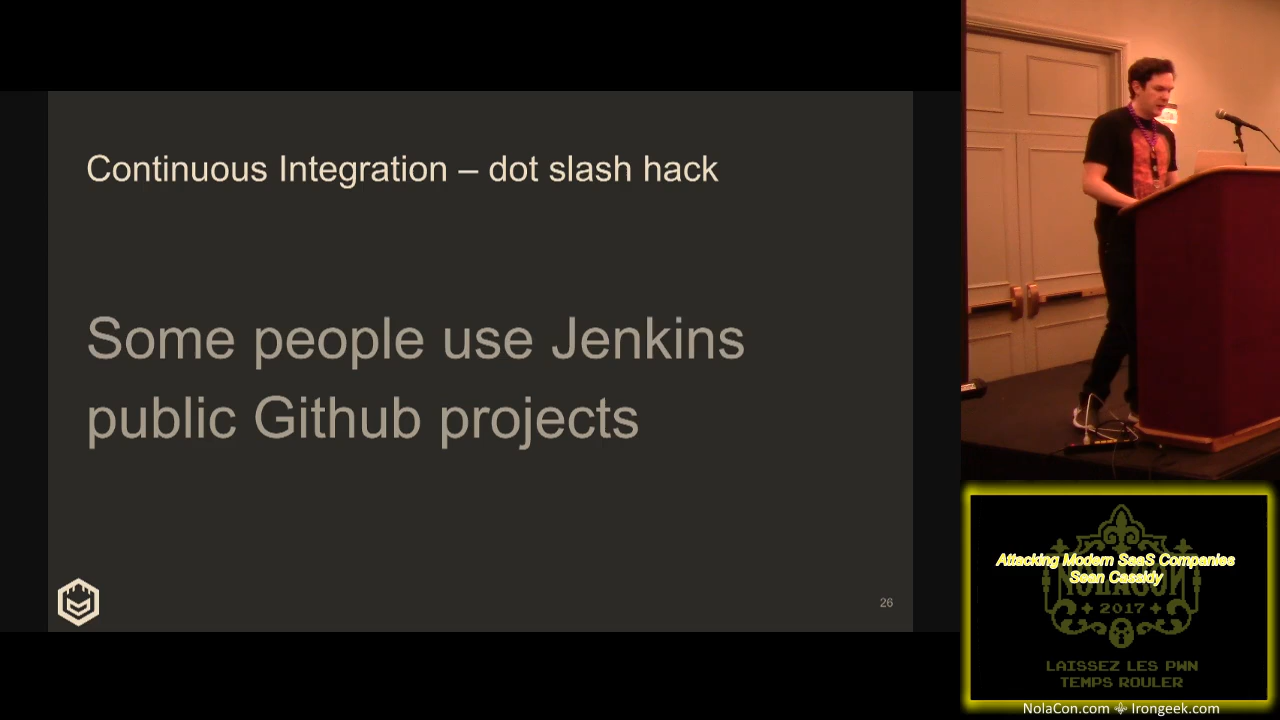 Continuous Integration – dot slash hack
Some people use Jenkins
public Github projects
26
Attacking Modern SaaS Companies
Sean Cassidy
NOLACON
2017
LAISSEZ LES PWN
TEMPS ROULER
NolaCon.com ⚜ Irongeek.com